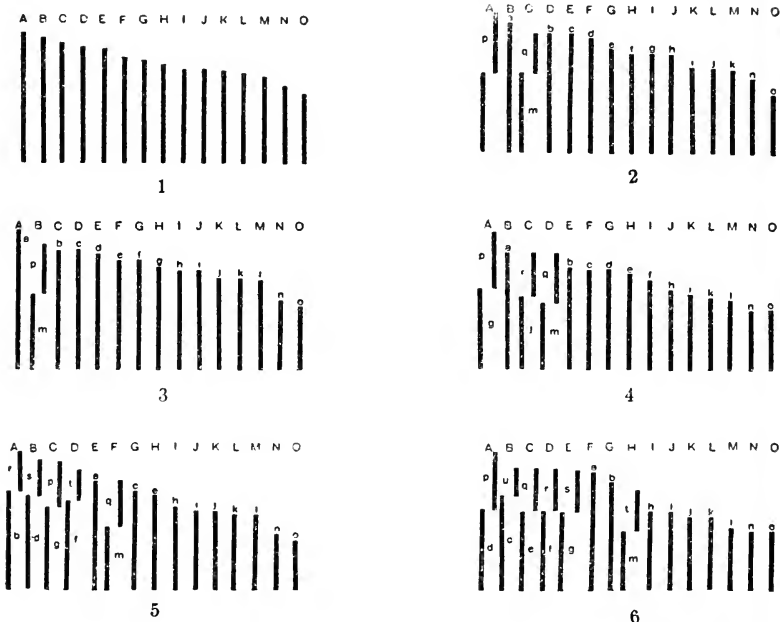 A B C D E F G H I J K L M N O
1
A B C D E F G H I J K L M N O
p q a b c d e f g h i j k m n o
2
A B C D E F G H I J K L M N O
a b c d e f g h i j k l n o
p m
3
A B C D E F G H I J K L M N O
p a r q b c d e f h i k l n o
g j m
4
A B C D E F G H I J K L M N O
r s p t a q c e h i j k l n o
b d g f m
5
A B C D E F G H I J K L M N O
p u q r s a b t h i j k l n o
d c e f g m
6